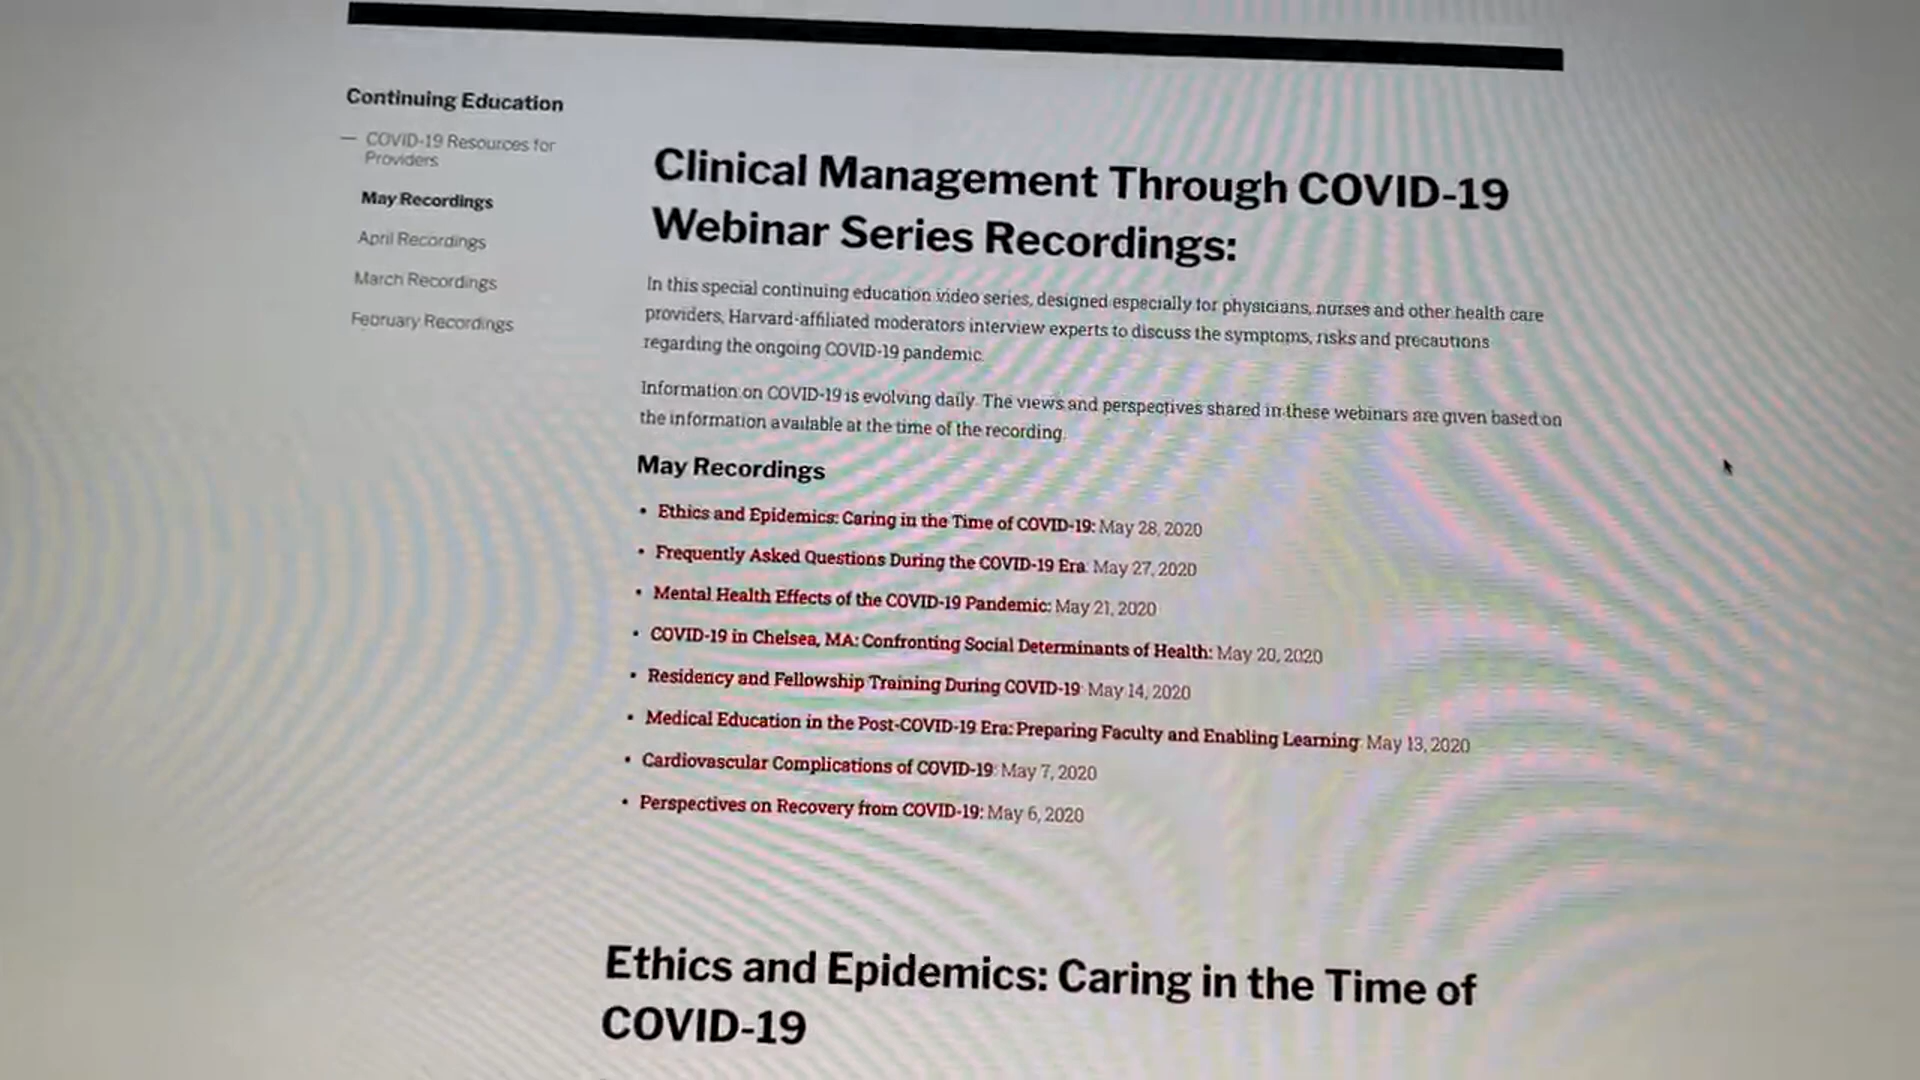 Continuing Education
— COVID-19 Resources for
Providers
May Recordings
April Recordings
March Recordings
February Recordings
Clinical Management Through COVID-19
Webinar Series Recordings:
In this special continuing education video series, designed especially for physicians, nurses and other health care
providers, Harvard-affiliated moderators interview experts to discuss the symptoms, risks and precautions
regarding the ongoing COVID-19 pandemic.
Information on COVID-19 is evolving daily. The views and perspectives shared in these webinars are given based on
the information available at the time of the recording.
May Recordings
• Ethics and Epidemics: Caring in the Time of COVID-19: May 28, 2020
• Frequently Asked Questions During the COVID-19 Era: May 27, 2020
• Mental Health Effects of the COVID-19 Pandemic: May 21, 2020
• COVID-19 in Chelsea, MA: Confronting Social Determinants of Health: May 20, 2020
• Residency and Fellowship Training During COVID-19: May 14, 2020
• Medical Education in the Post-COVID-19 Era: Preparing Faculty and Enabling Learning: May 13, 2020
• Cardiovascular Complications of COVID-19: May 7, 2020
• Perspectives on Recovery from COVID-19: May 6, 2020
Ethics and Epidemics: Caring in the Time of
COVID-19